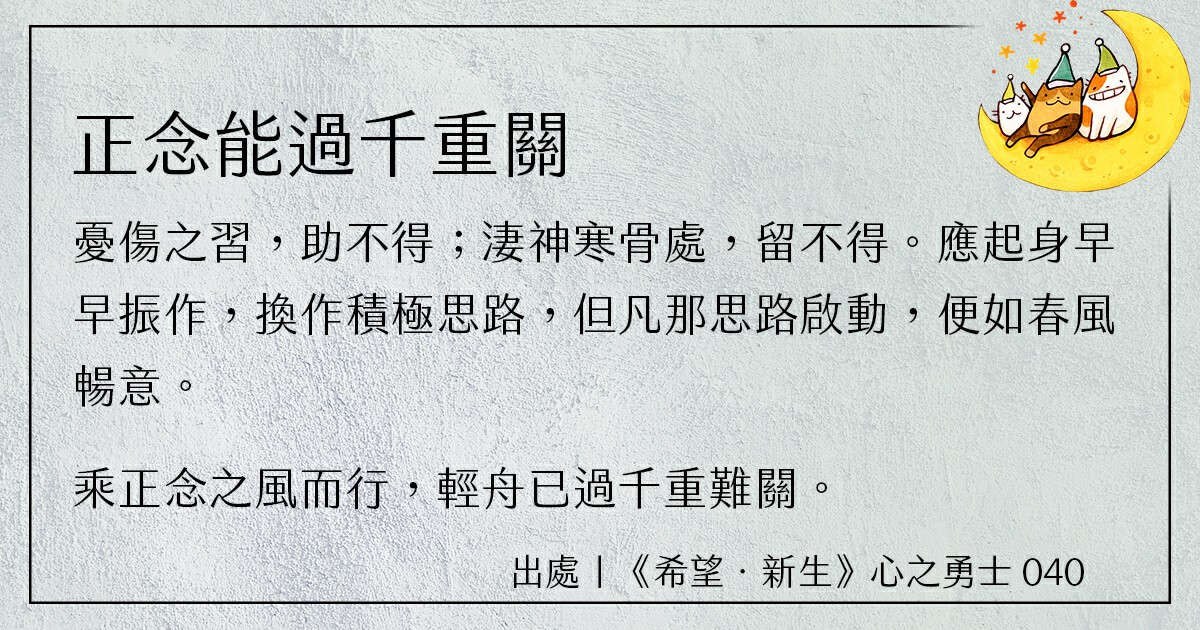 正念能過千重關
憂傷之習，助不得；淒神寒骨處，留不得。應起身早
早振作，換作積極思路，但凡那思路啟動，便如春風
暢意。
乘正念之風而行，輕舟已過千重難關。
出處｜《希望．新生》心之勇士 040